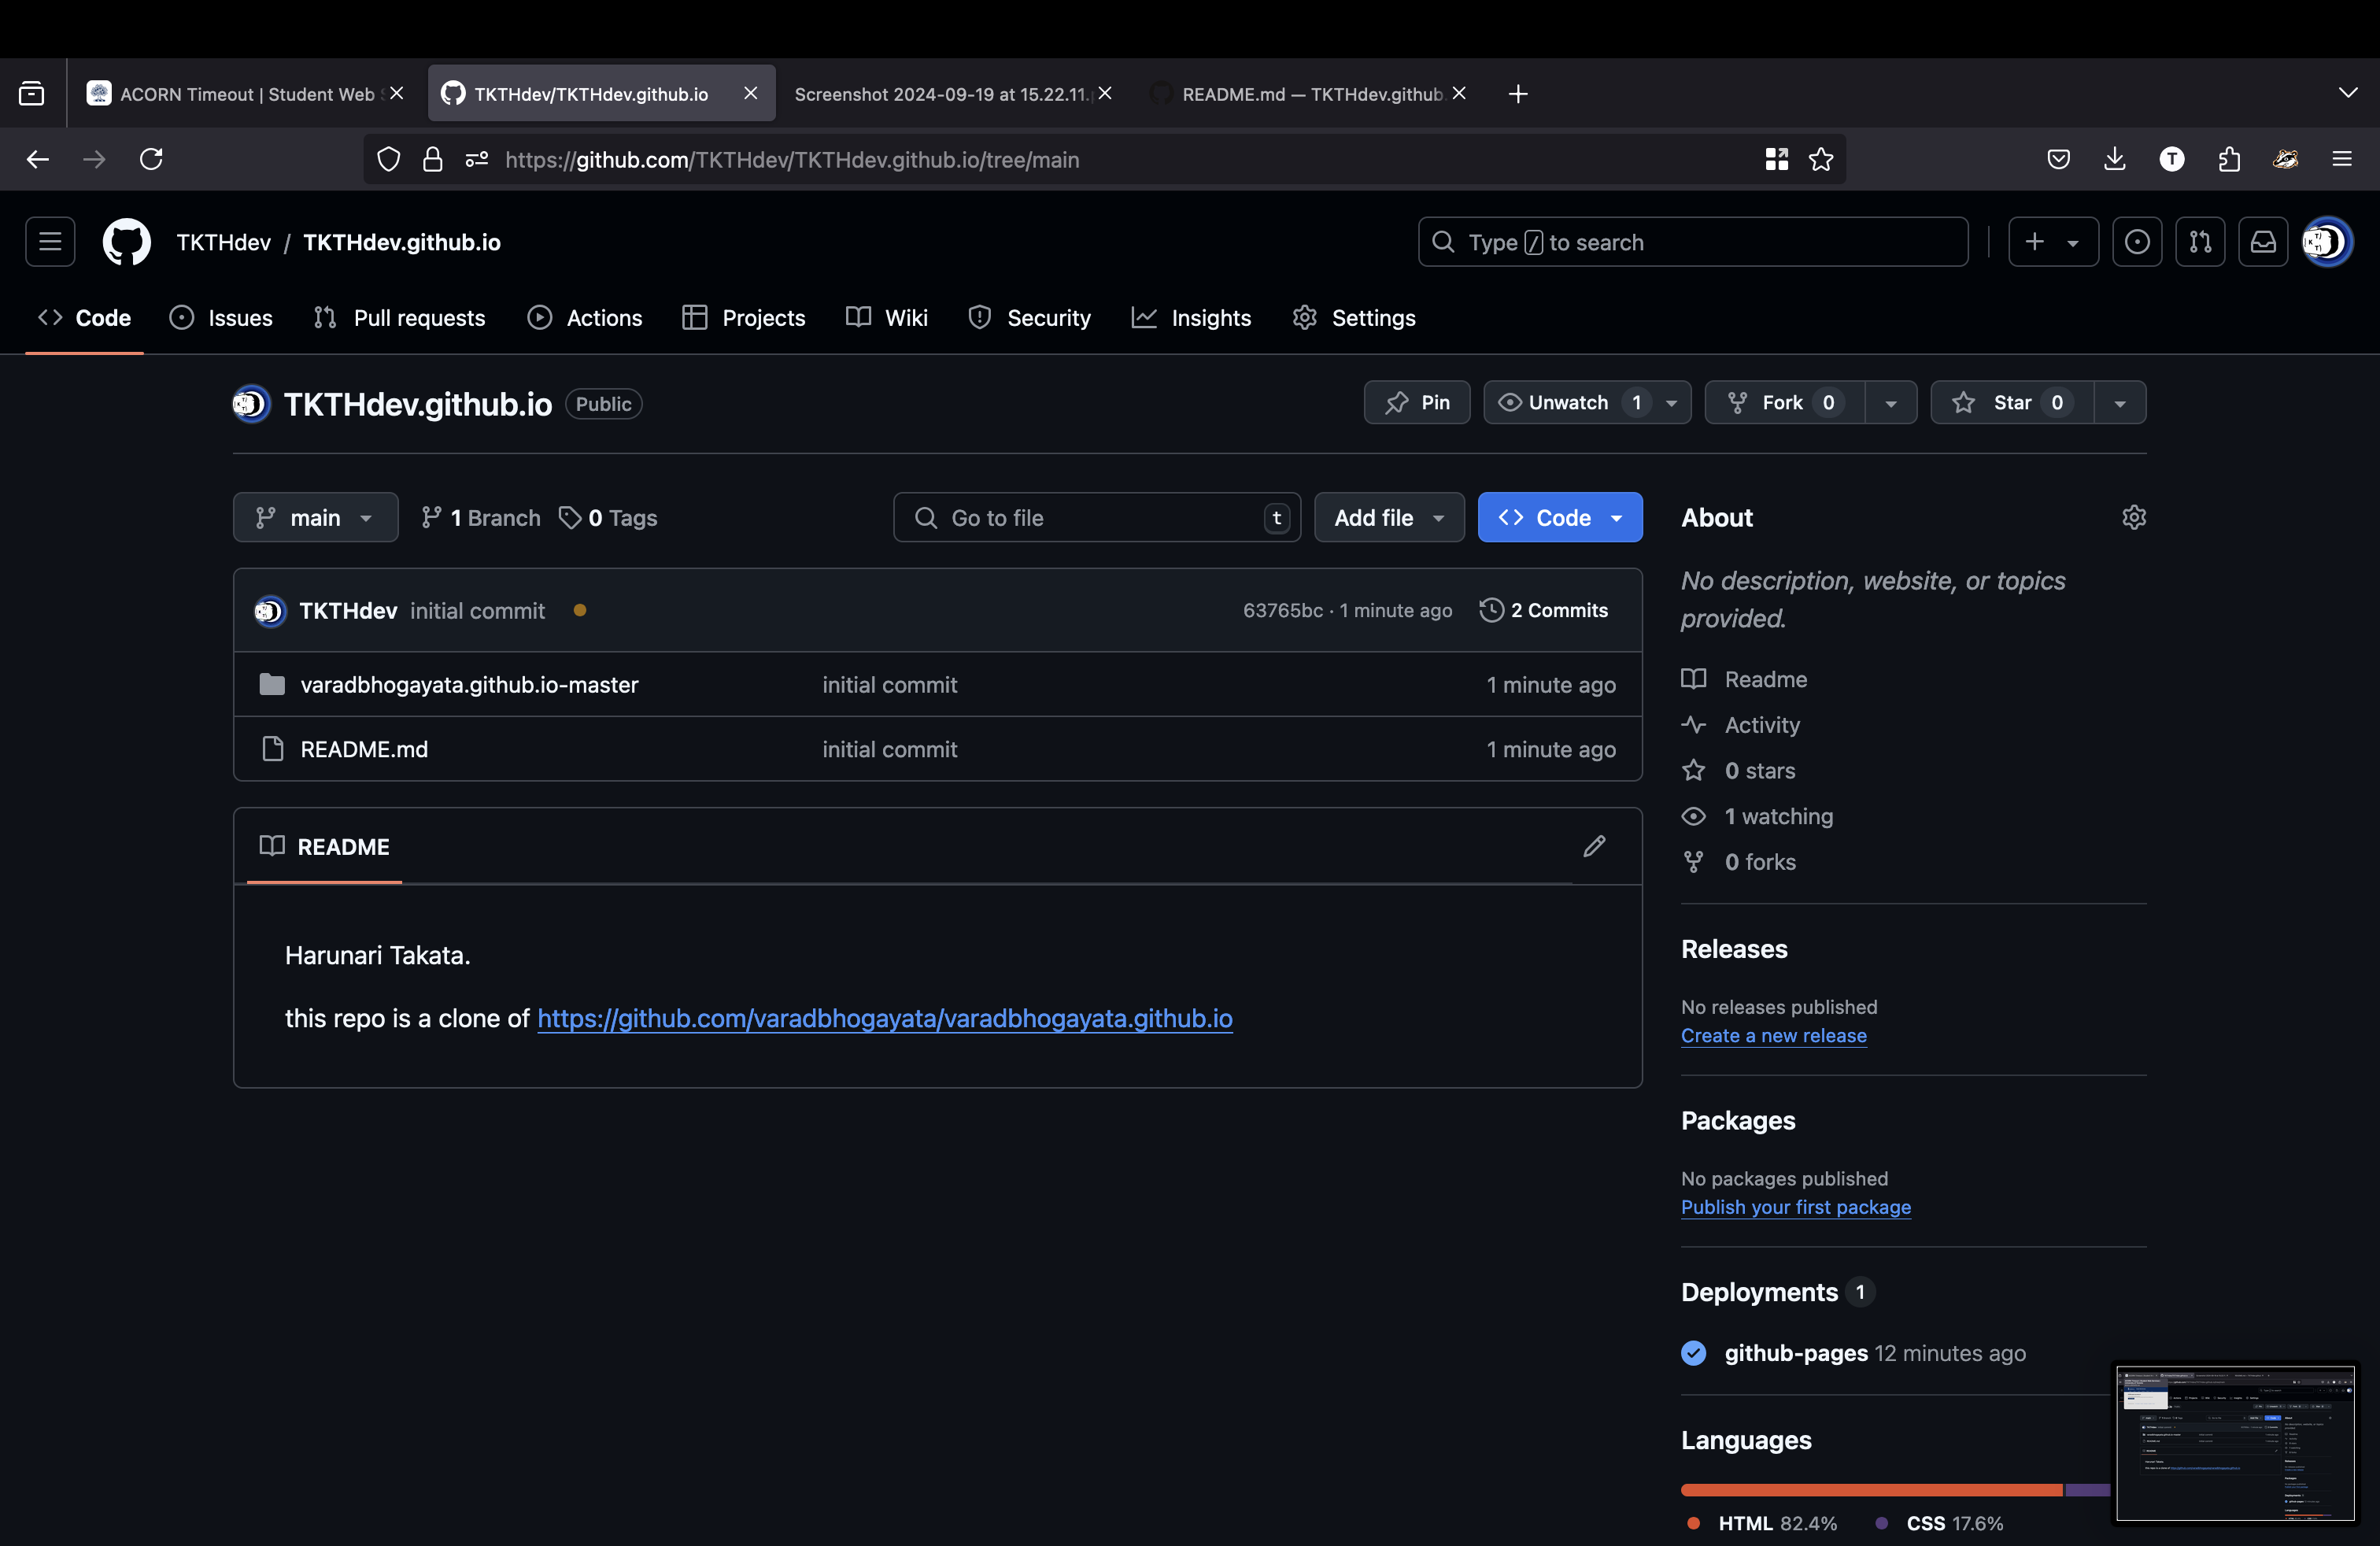 ACORN Timeout | Student Web S
TKTHdev/TKTHdev.github.io
Screenshot 2024-09-19 at 15.22.11.
README.md — TKTHdev.github.
https://github.com/TKTHdev/TKTHdev.github.io/tree/main
T
TKTHdev / TKTHdev.github.io
Type / to search
Code
Issues
Pull requests
Actions
Projects
Wiki
Security
Insights
Settings
TKTHdev.github.io
Public
Pin
Unwatch 1
Fork 0
Star 0
main
1 Branch
0 Tags
Go to file
t
Add file
Code
TKTHdev initial commit
63765bc · 1 minute ago
2 Commits
varadbhogayata.github.io-master initial commit 1 minute ago
README.md initial commit 1 minute ago
README
Harunari Takata.
this repo is a clone of https://github.com/varadbhogayata/varadbhogayata.github.io
About
No description, website, or topics
provided.
Readme
Activity
0 stars
1 watching
0 forks
Releases
No releases published
Create a new release
Packages
No packages published
Publish your first package
Deployments 1
github-pages 12 minutes ago
Languages
HTML 82.4%
CSS 17.6%